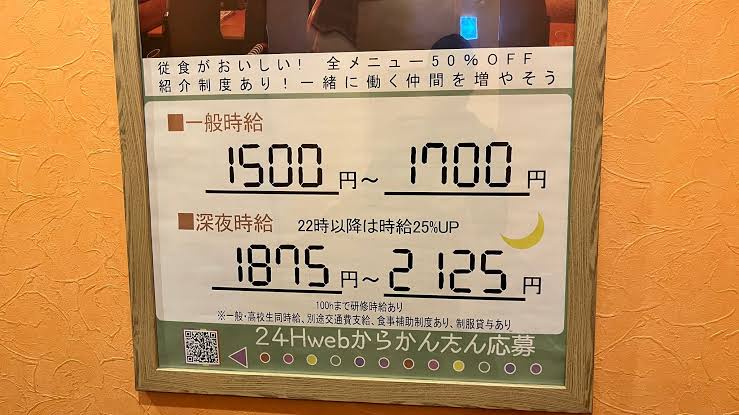 従食がおいしい！ 全メニュー50%OFF
紹介制度あり！一緒に働く仲間を増やそう
■一般時給
1500円～1700円
■深夜時給 22時以降は時給25%UP
1875円～2125円
100hまで研修時給あり
※一般・高校生同時給、別途交通費支給、食事補助制度あり、制服貸与あり
24Hwebからかんたん応募